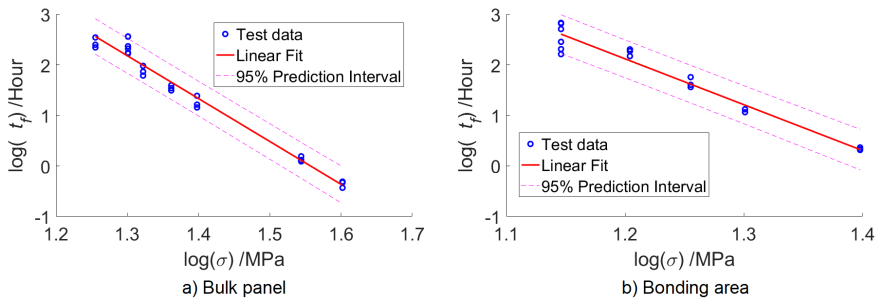 3
2
1
0
-1
log( t_f) /Hour
1.2 1.3 1.4 1.5 1.6 1.7
log(σ) /MPa
Test data
Linear Fit
95% Prediction Interval
a) Bulk panel
3
2
1
0
-1
log( t_f) /Hour
1.1 1.2 1.3 1.4
log(σ) /MPa
Test data
Linear Fit
95% Prediction Interval
b) Bonding area